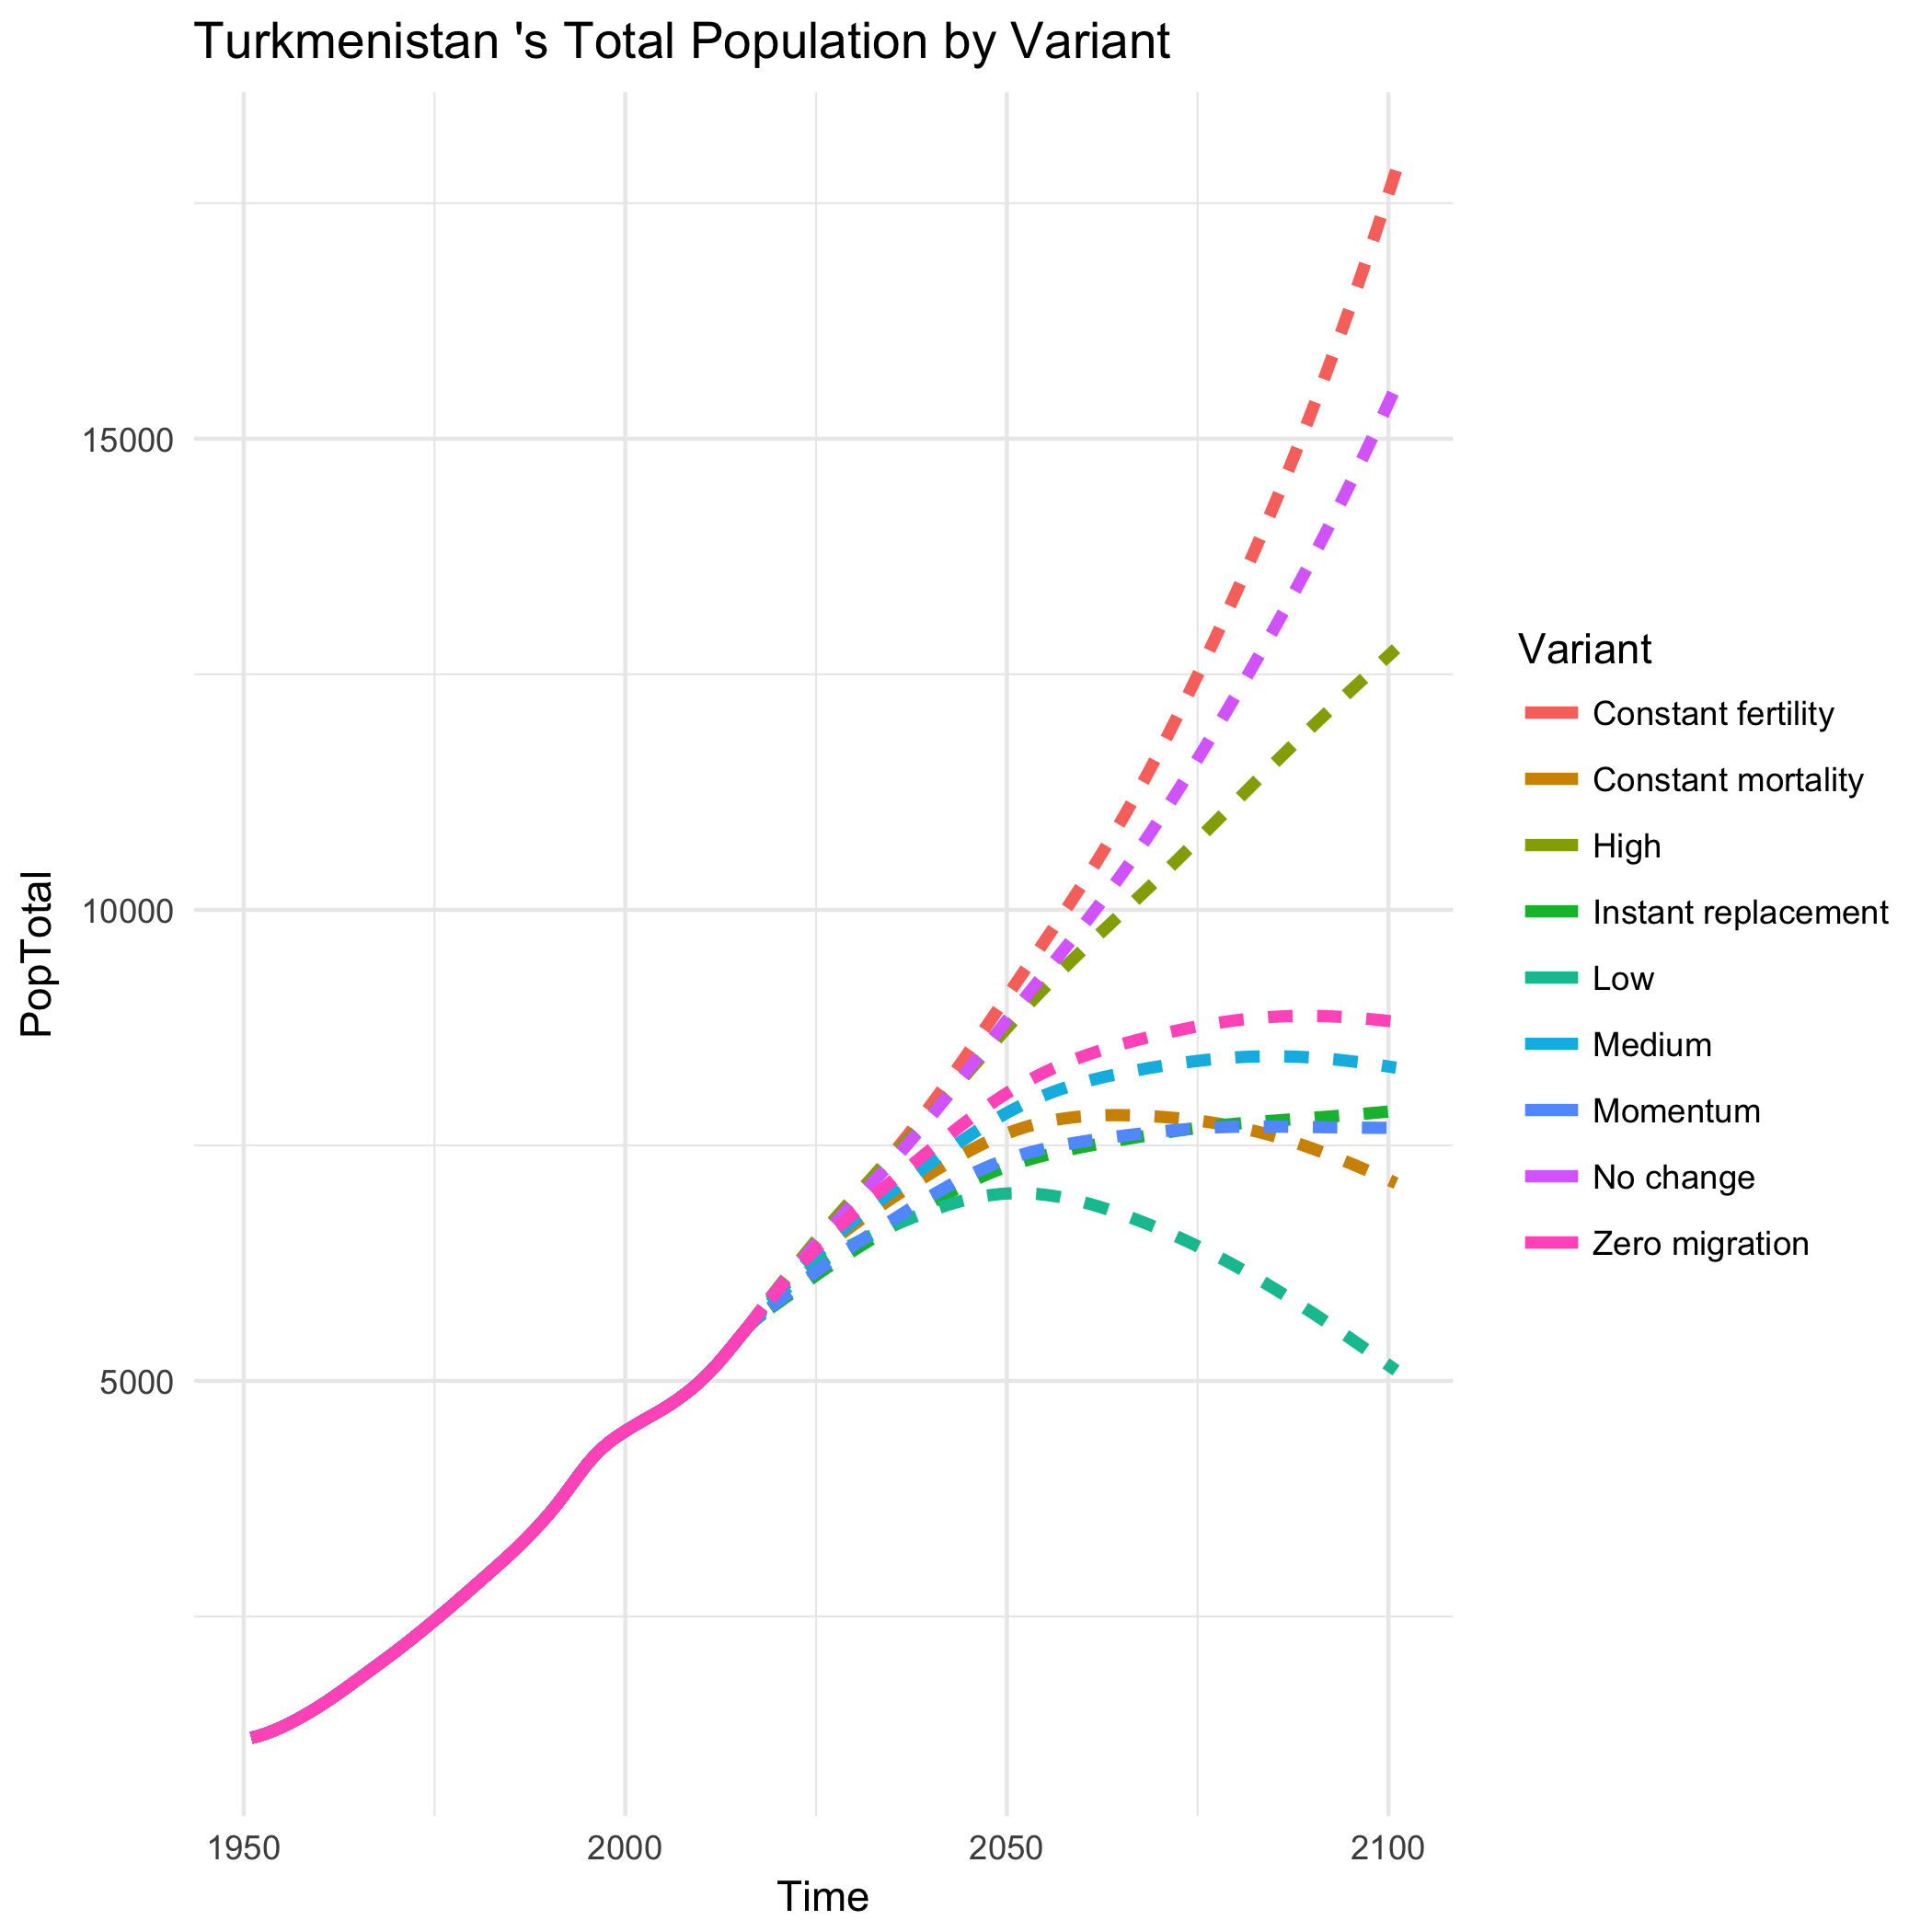 Turkmenistan 's Total Population by Variant
PopTotal
15000
10000
5000
1950
2000
2050
2100
Time
Variant
Constant fertility
Constant mortality
High
Instant replacement
Low
Medium
Momentum
No change
Zero migration